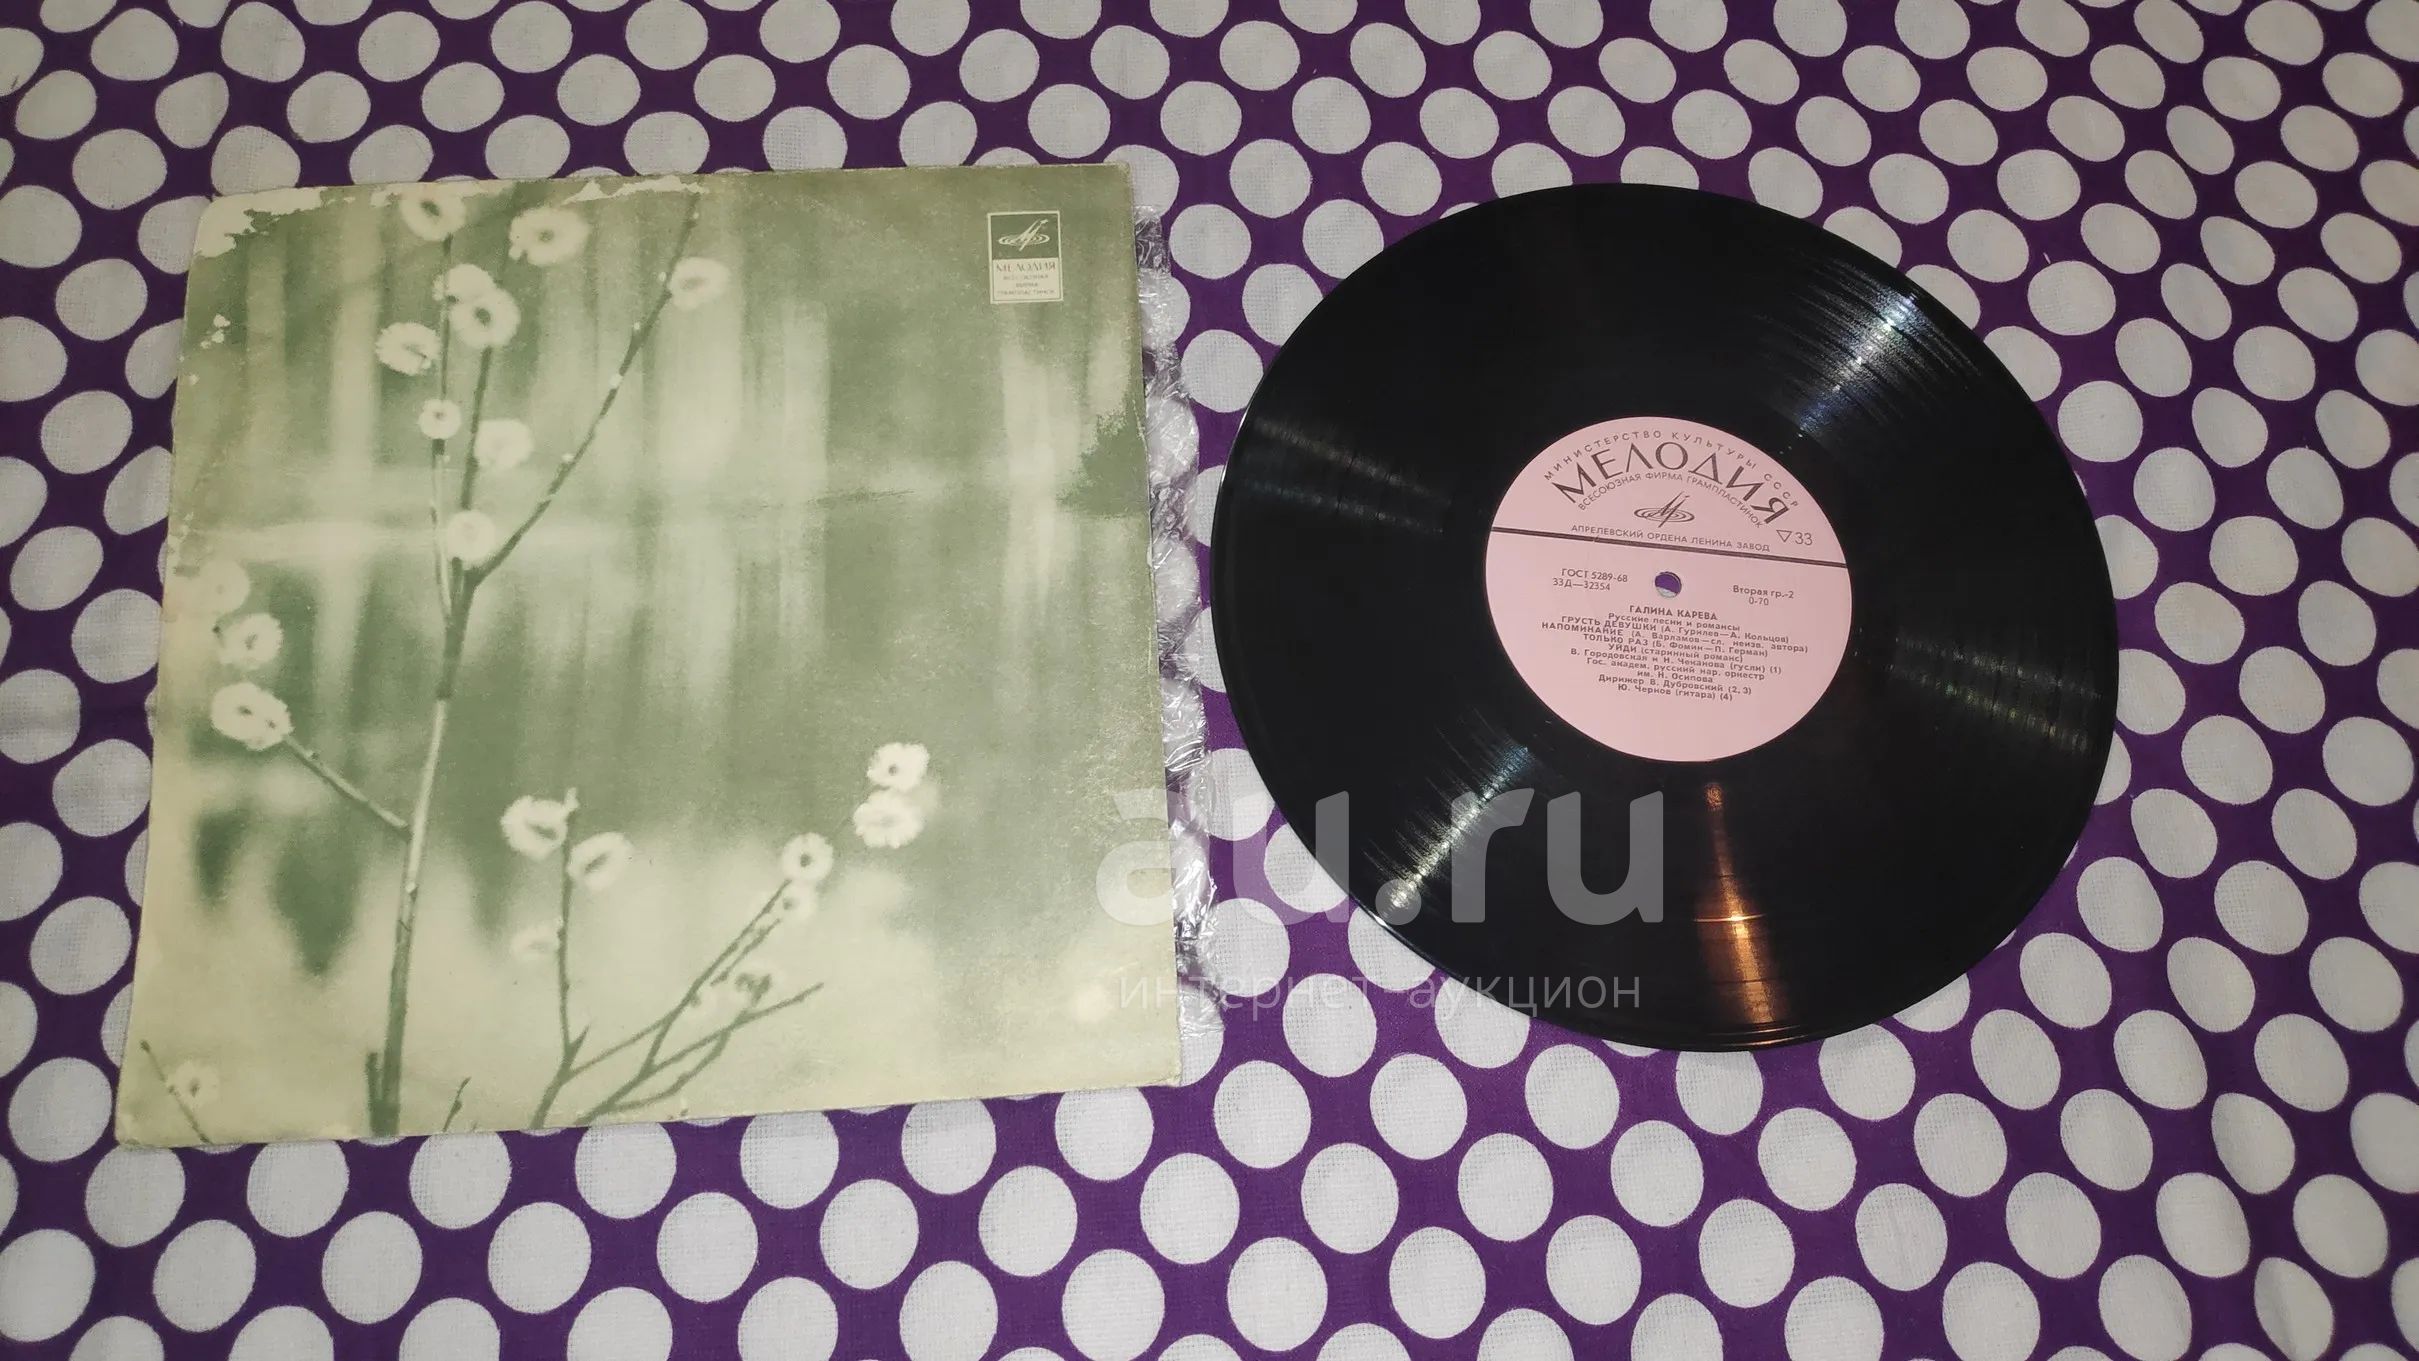 МЕЛОДИЯ
ВСЕСОЮЗНАЯ
ФИРМА
ГРАМПЛАСТИНОК
МИНИСТЕРСТВО КУЛЬТУРЫ СССР
МЕЛОДИЯ
ВСЕСОЮЗНАЯ ФИРМА ГРАМПЛАСТИНОК
АПРЕЛЕВСКИЙ ОРДЕНА ЛЕНИНА ЗАВОД
▽33
ГОСТ 5289-68
33Д—32354
Вторая гр.-2
0-70
ГАЛИНА КАРЕВА
Русские песни и романсы
ГРУСТЬ ДЕВУШКИ (А. Гурилев—А. Кольцов)
НАПОМИНАНИЕ (А. Варламов—сл. неизв. автора)
ТОЛЬКО РАЗ (Б. Фомин—П. Герман)
УЙДИ (старинный романс)
В. Городовская и Н. Чеканова (гусли) (1)
Гос. академ. русский нар. оркестр
им. Н. Осипова
Дирижер В. Дубровский (2, 3)
Ю. Чернов (гитара) (4)
au.ru
интернет-аукцион